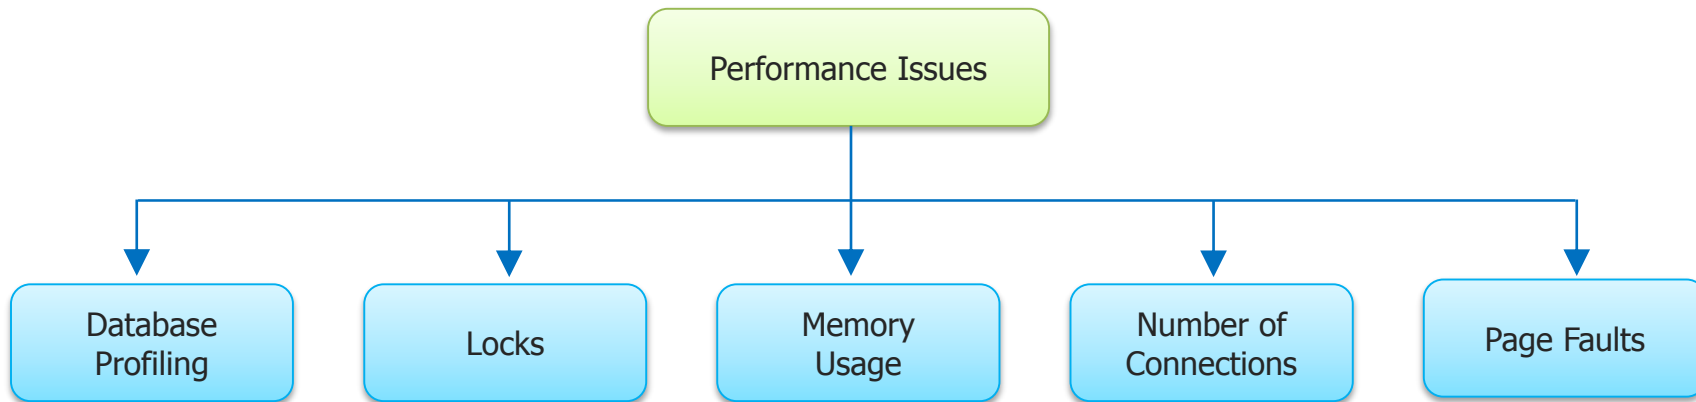 Performance Issues
Database
Profiling
Locks
Memory
Usage
Number of
Connections
Page Faults